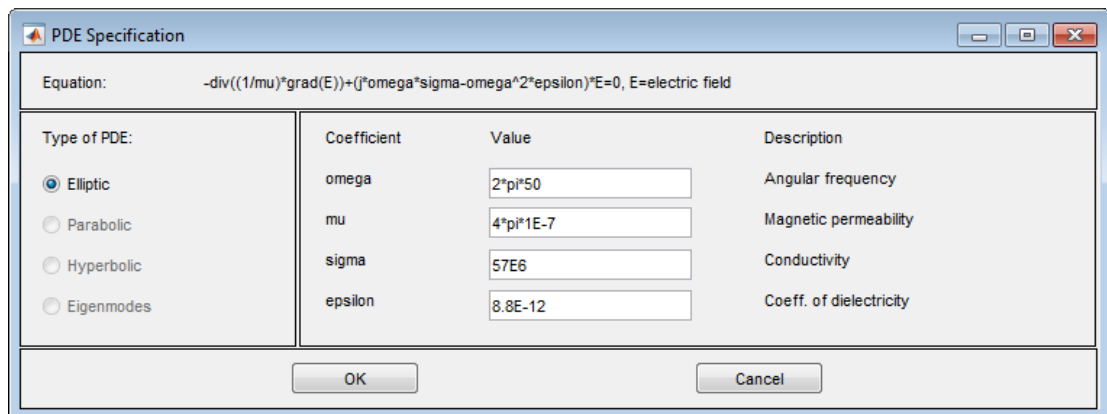 PDE Specification
Equation: -div((1/mu)*grad(E))+(j*omega*sigma-omega^2*epsilon)*E=0, E=electric field
Type of PDE:
Elliptic
Parabolic
Hyperbolic
Eigenmodes
Coefficient Value Description
omega 2*pi*50 Angular frequency
mu 4*pi*1E-7 Magnetic permeability
sigma 57E6 Conductivity
epsilon 8.8E-12 Coeff. of dielectricity
OK Cancel